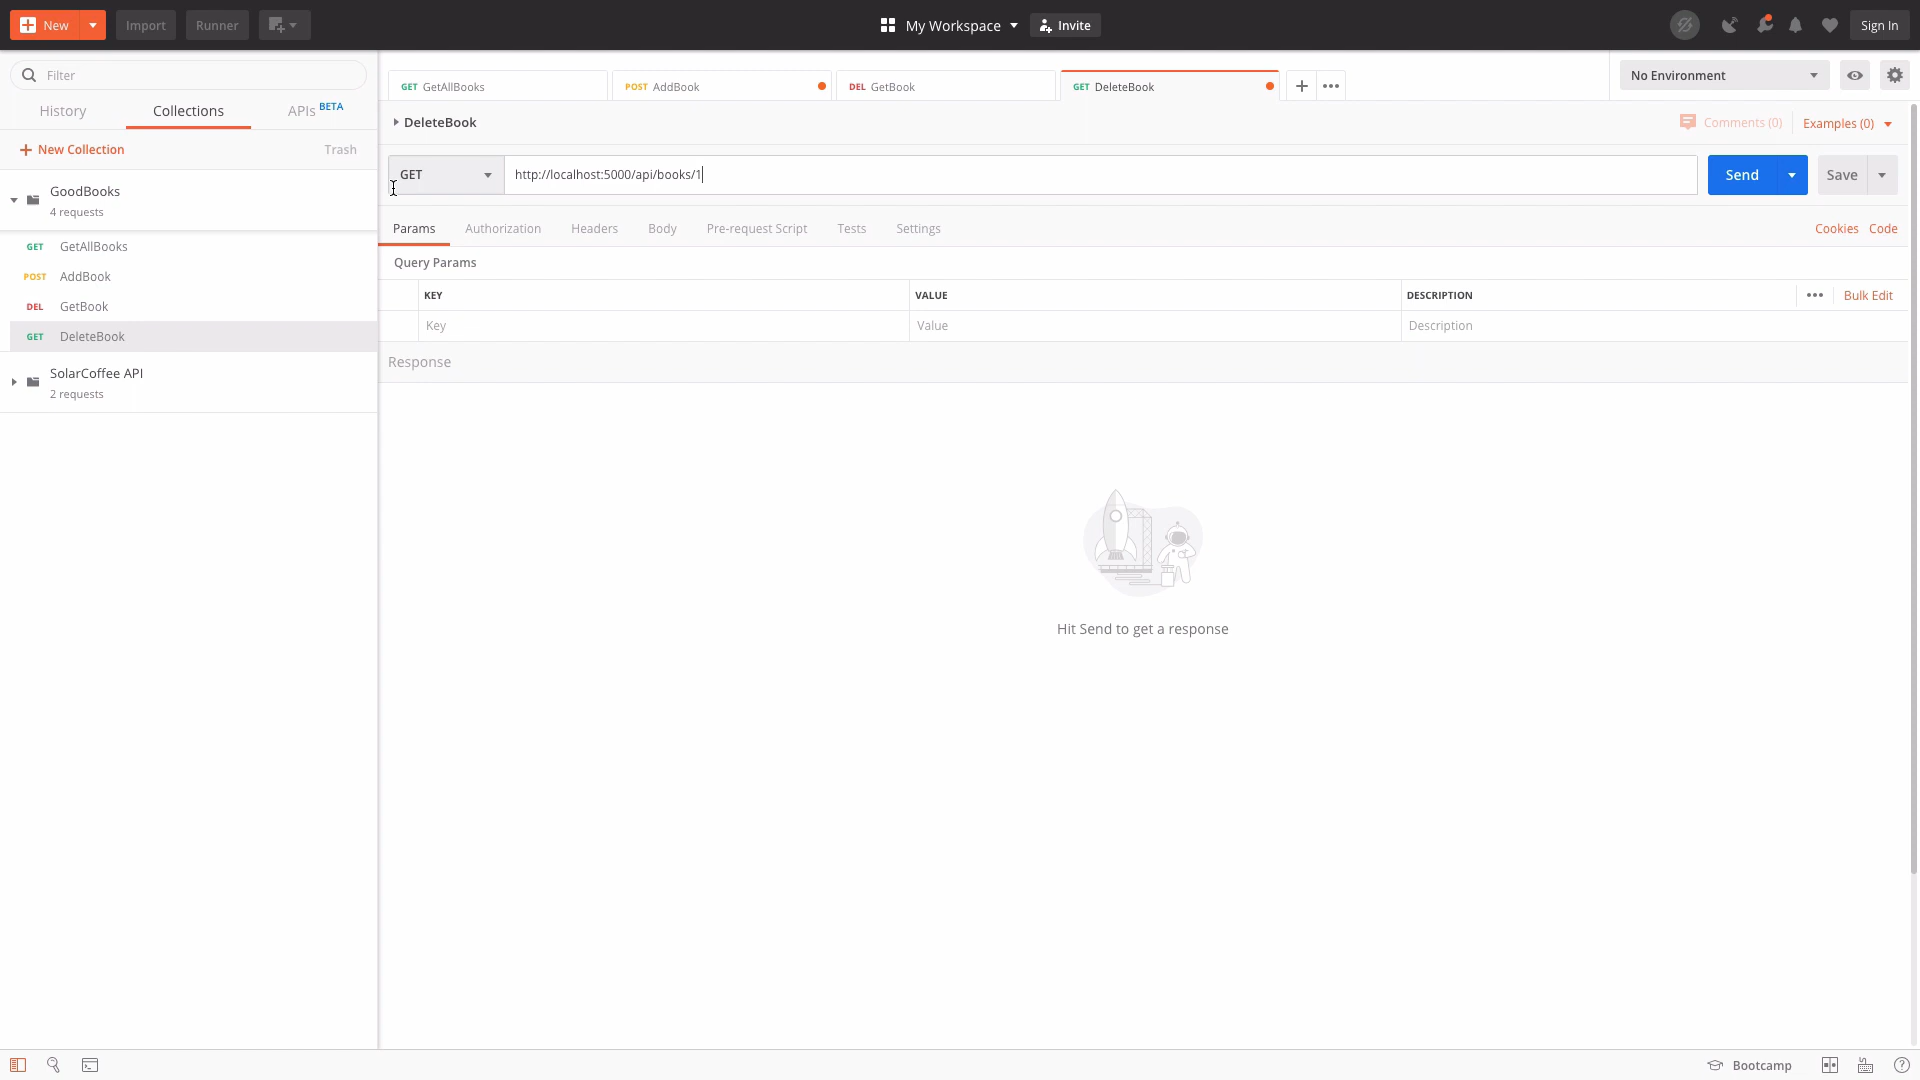 New
Import
Runner
My Workspace
Invite
Sign In
Filter
History
Collections
APIs BETA
New Collection
Trash
GoodBooks
4 requests
GET GetAllBooks
POST AddBook
DEL GetBook
GET DeleteBook
SolarCoffee API
2 requests
GET GetAllBooks
POST AddBook
DEL GetBook
GET DeleteBook
No Environment
DeleteBook
Comments (0)
Examples (0)
GET
http://localhost:5000/api/books/1
Send
Save
Params
Authorization
Headers
Body
Pre-request Script
Tests
Settings
Cookies
Code
Query Params
KEY
VALUE
DESCRIPTION
Bulk Edit
Key
Value
Description
Response
Hit Send to get a response
Bootcamp